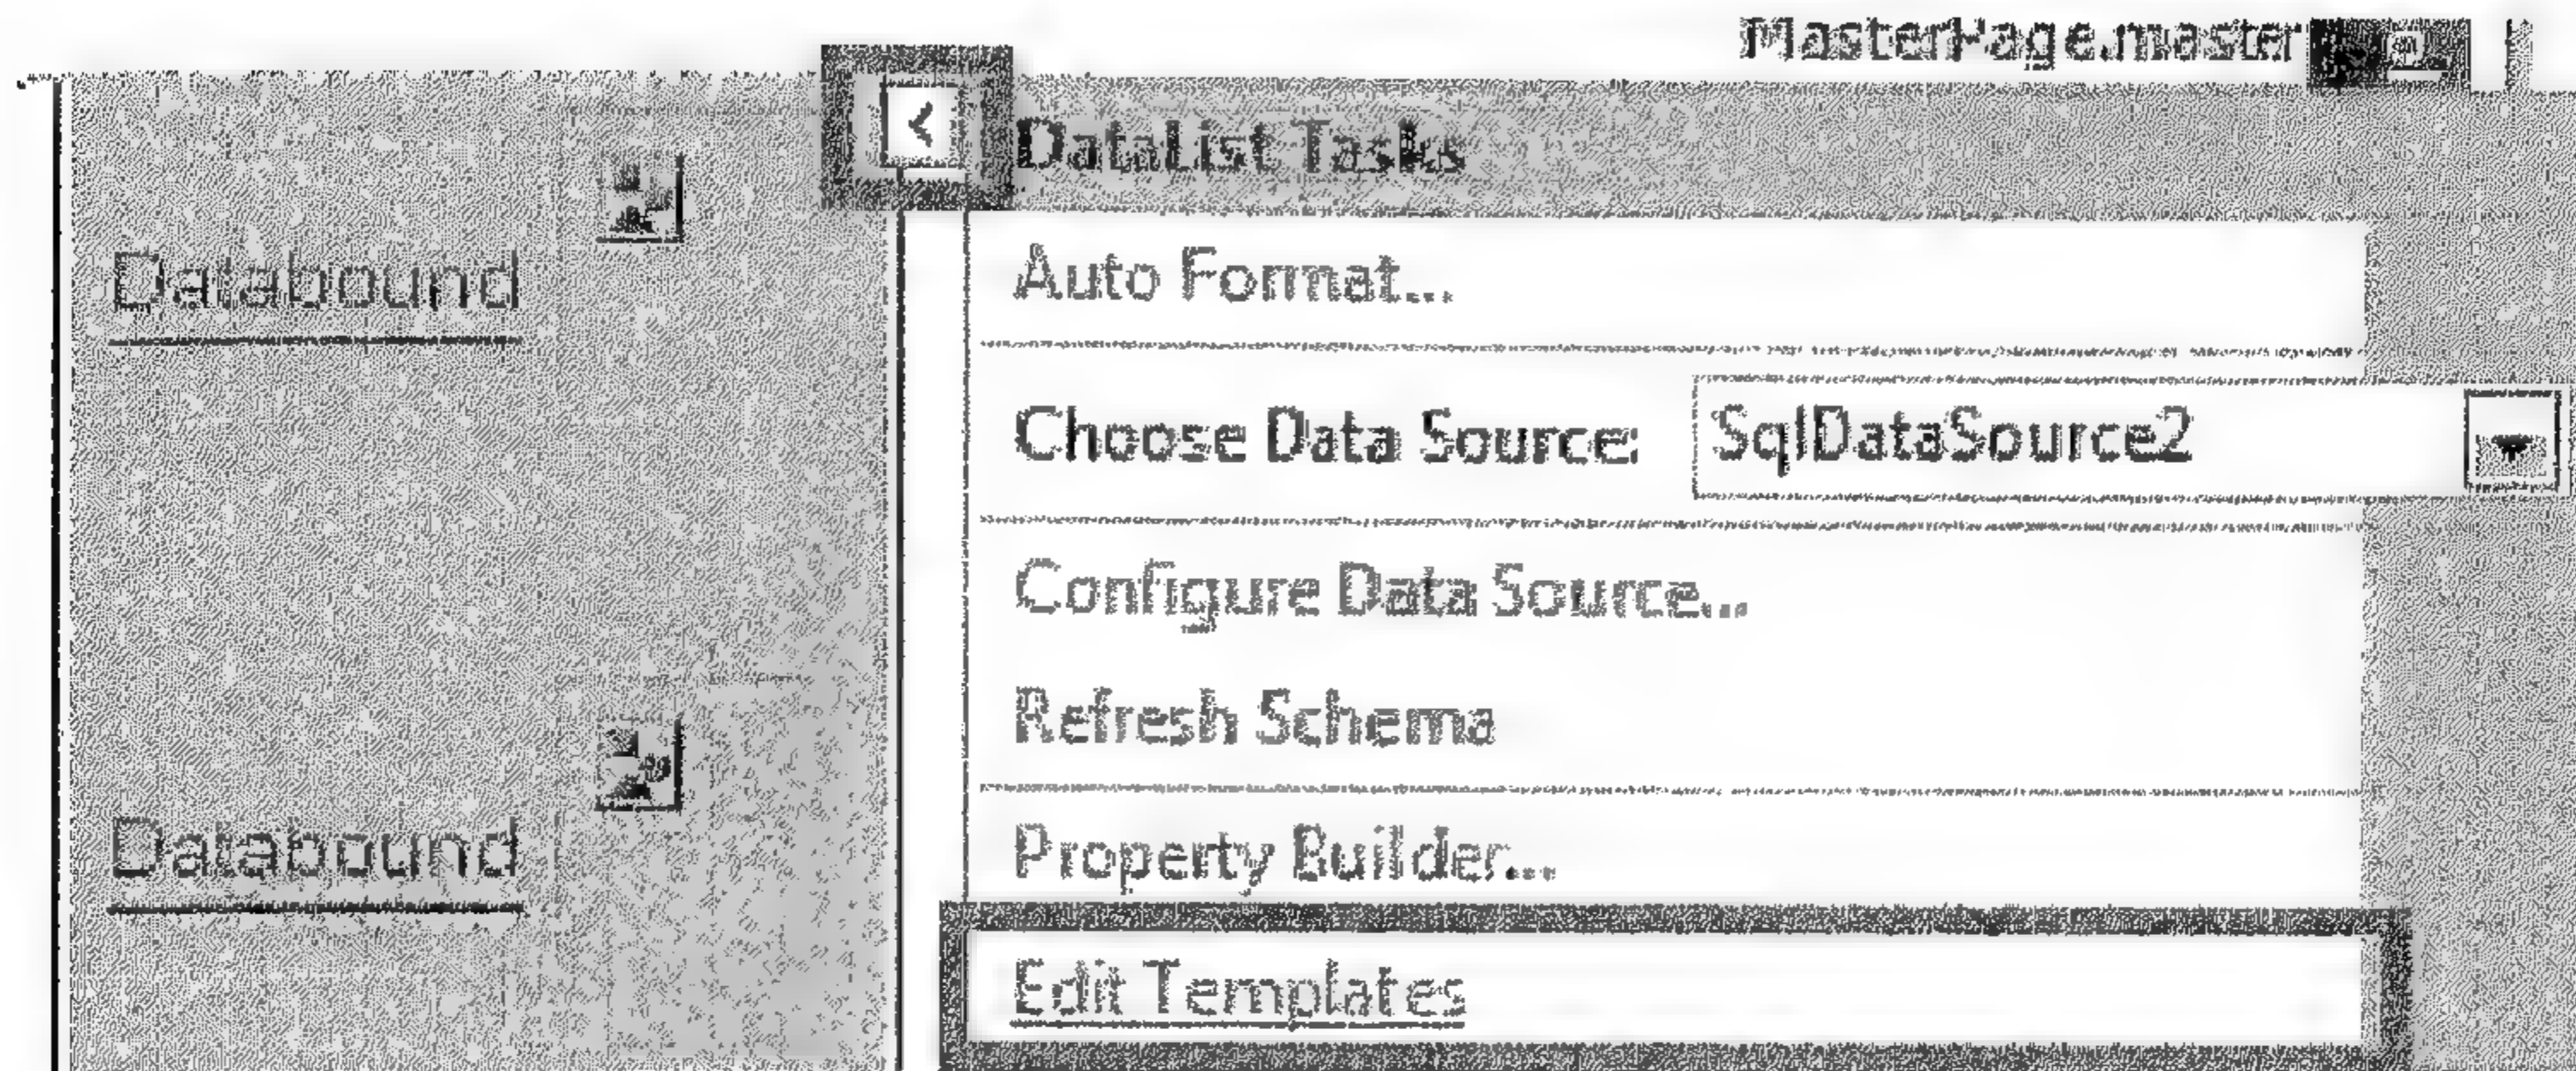 MasterPage.master
DataList Tasks
Databound
Auto Format...
Choose Data Source: SqlDataSource2
Configure Data Source...
Refresh Schema
Databound
Property Builder...
Edit Templates